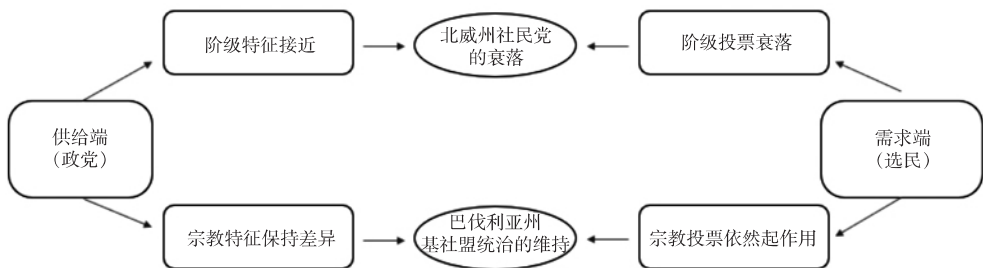 阶级特征接近
北威州社民党
的衰落
阶级投票衰落
供给端
(政党)
需求端
(选民)
宗教特征保持差异
巴伐利亚州
基社盟统治的维持
宗教投票依然起作用